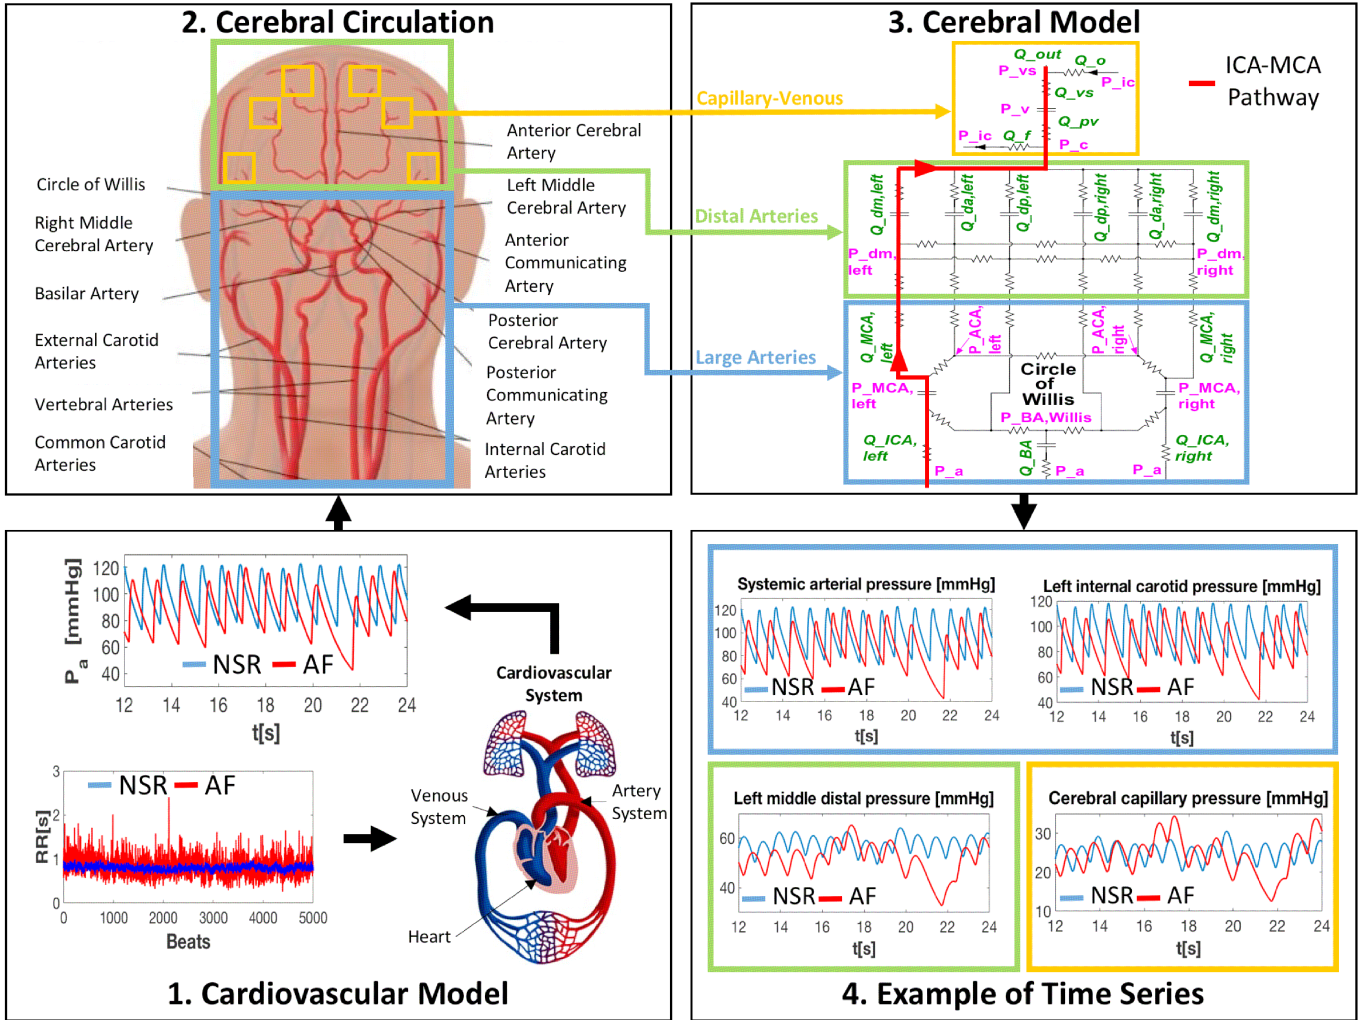 2. Cerebral Circulation
Anterior Cerebral
Artery
Circle of Willis
Left Middle
Cerebral Artery
Right Middle
Cerebral Artery
Anterior
Communicating
Artery
Basilar Artery
Posterior
Cerebral Artery
External Carotid
Arteries
Posterior
Communicating
Artery
Vertebral Arteries
Common Carotid
Arteries
Internal Carotid
Arteries
Capillary-Venous
Distal Arteries
Large Arteries
3. Cerebral Model
ICA-MCA
Pathway
Q_out
P_vs
Q_o
P_ic
Q_vs
P_v
Q_pv
P_ic
Q_f
P_c
Q_dm,left
Q_da,left
Q_dp,left
Q_dp,right
Q_da,right
Q_dm,right
P_dm,
left
P_dm,
right
Q_MCA,
left
P_ACA,
left
P_ACA,
right
Q_MCA,
right
Circle
of
Willis
P_MCA,
left
P_MCA,
right
P_BA,Willis
Q_ICA,
left
Q_BA
Q_ICA,
right
P_a
P_a
P_a
P_a [mmHg]
120
100
80
60
40
NSR AF
12 14 16 18 20 22 24
t[s]
Cardiovascular
System
RR[s]
3
2
1
0
NSR AF
0 1000 2000 3000 4000 5000
Beats
Venous
System
Artery
System
Heart
1. Cardiovascular Model
Systemic arterial pressure [mmHg]
120
100
80
60
40
NSR AF
12 14 16 18 20 22 24
t[s]
Left internal carotid pressure [mmHg]
120
100
80
60
40
NSR AF
12 14 16 18 20 22 24
t[s]
Left middle distal pressure [mmHg]
60
40
NSR AF
12 14 16 18 20 22 24
t[s]
Cerebral capillary pressure [mmHg]
30
20
10
NSR AF
12 14 16 18 20 22 24
t[s]
4. Example of Time Series